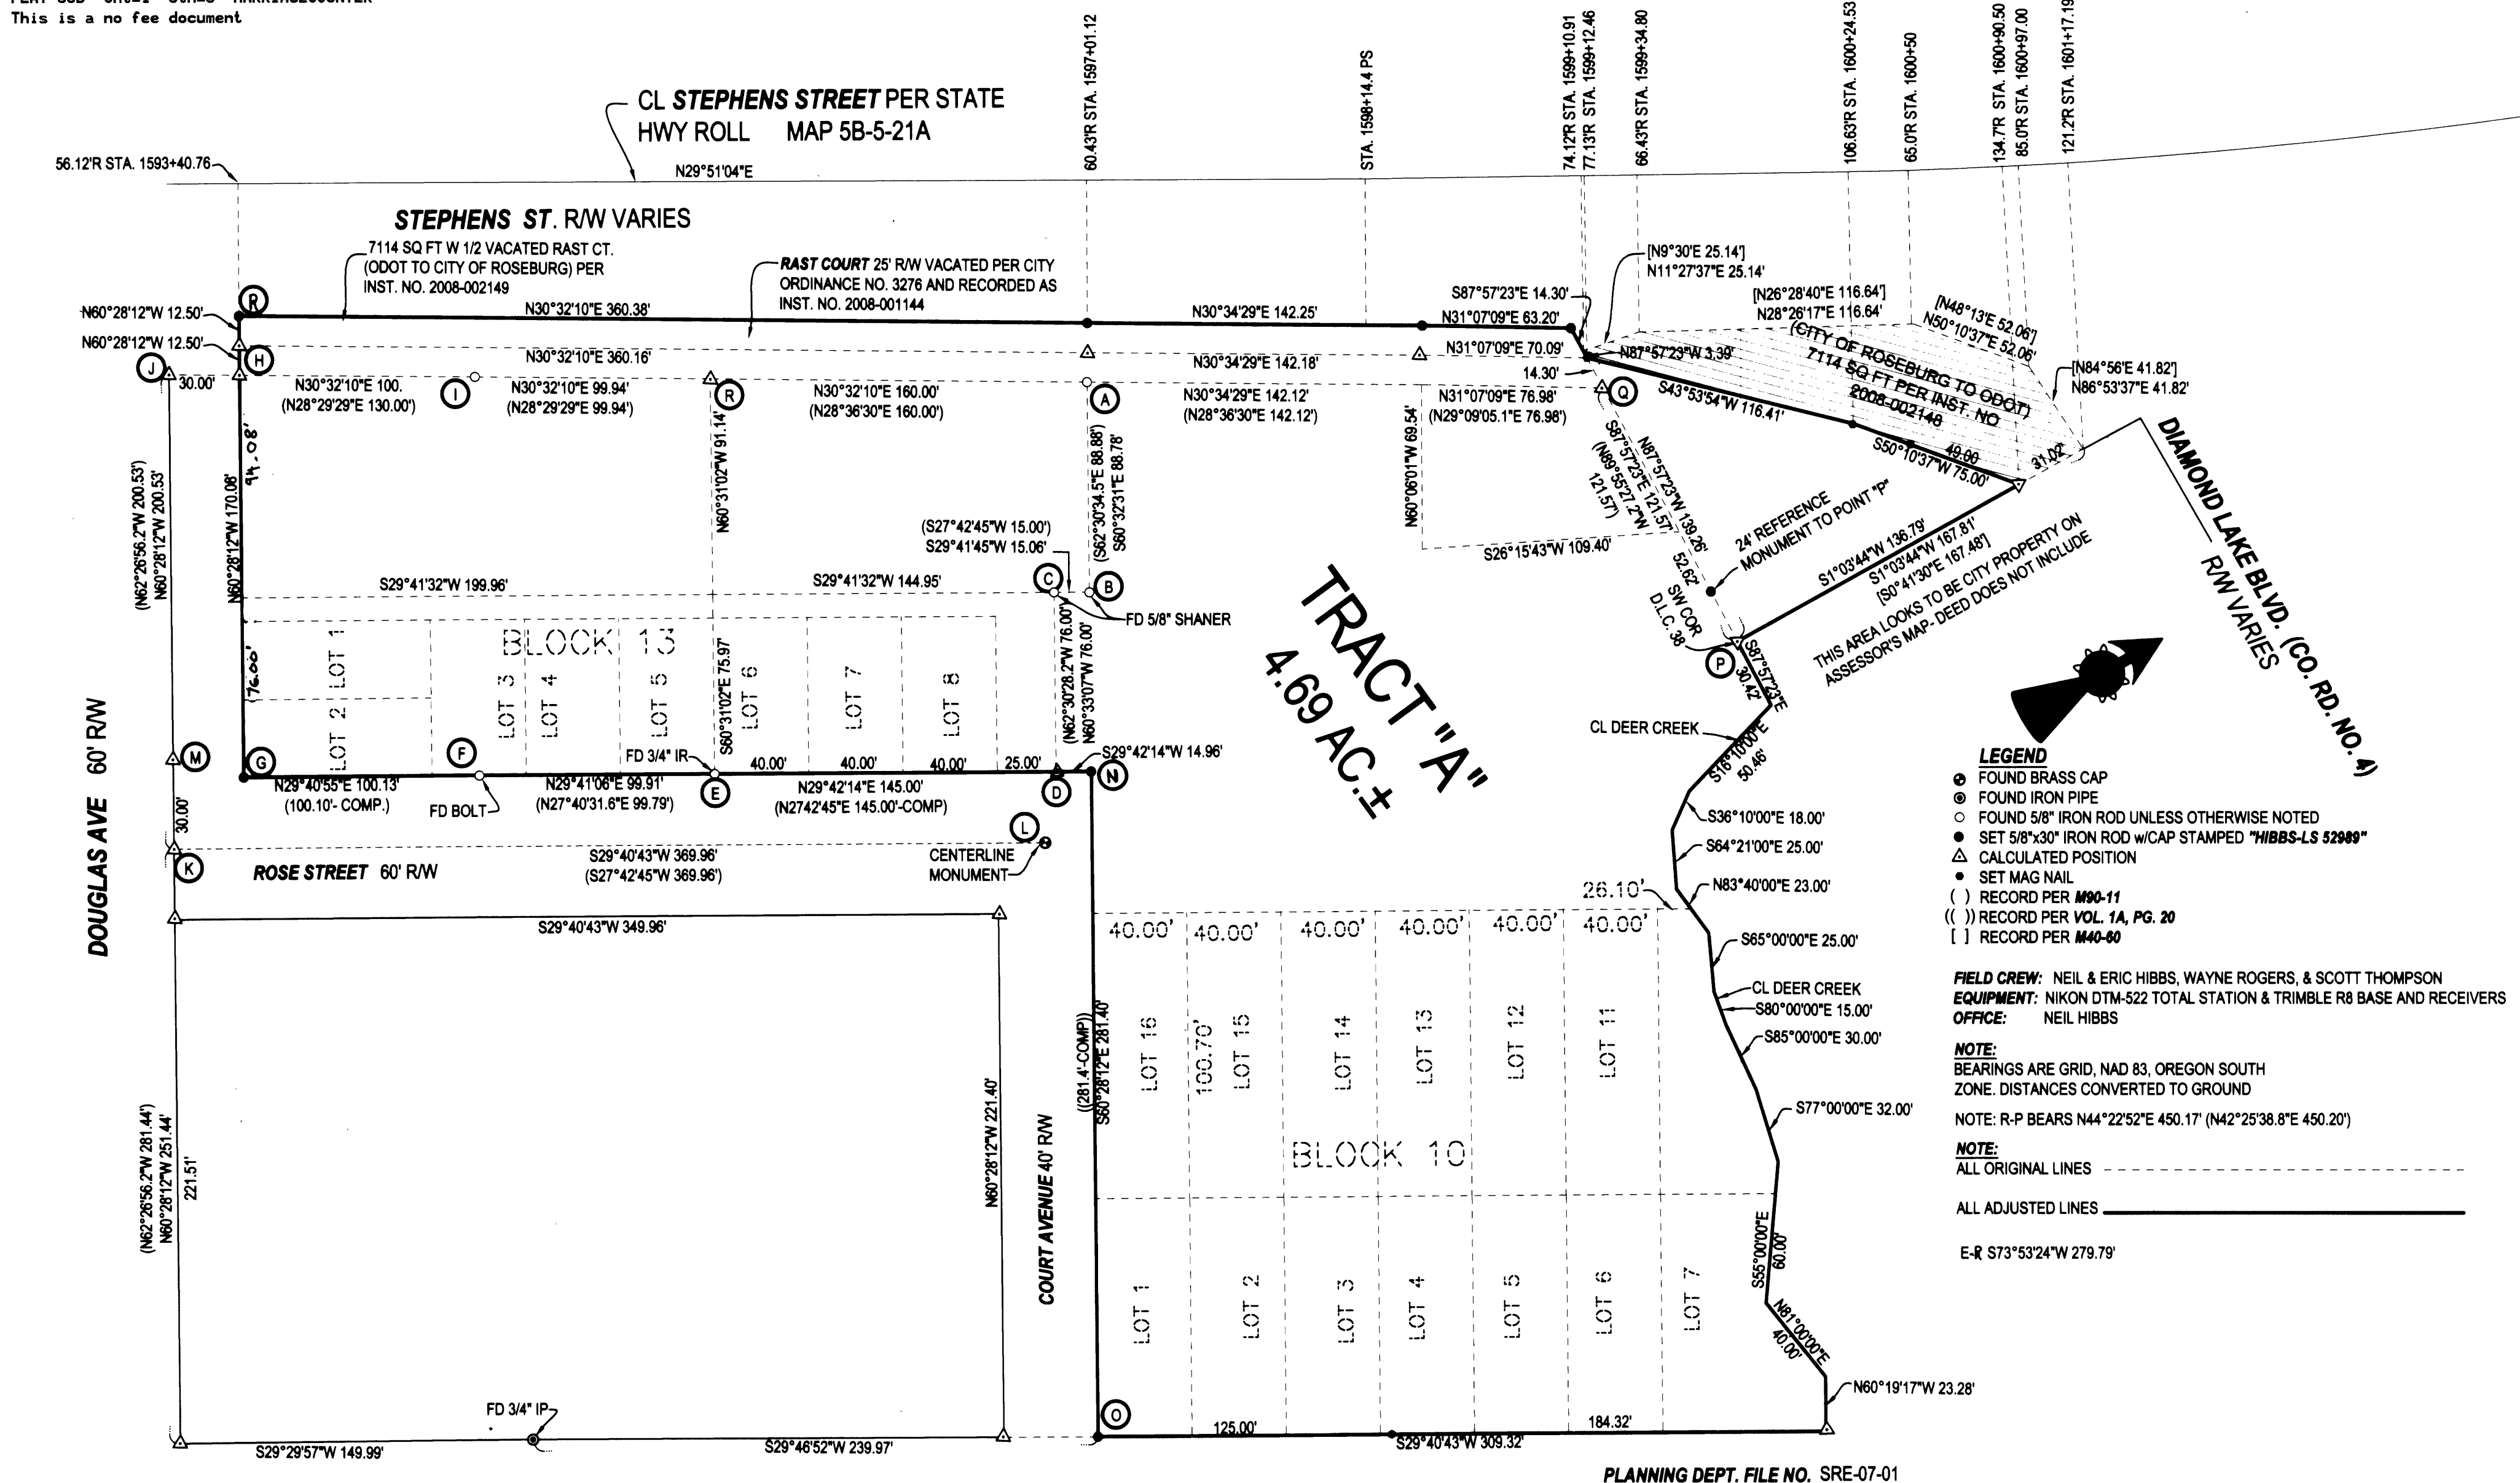 This is a no fee document
CL STEPHENS STREET PER STATE
HWY ROLL MAP 5B-5-21A
56.12'R STA. 1593+40.76
N29°51'04"E
60.43'R STA. 1597+01.12
STA. 1598+14.4 PS
74.12'R STA. 1599+10.91
77.13'R STA. 1599+12.46
66.43'R STA. 1599+34.80
106.63'R STA. 1600+24.53
65.0'R STA. 1600+50
134.7'R STA. 1600+90.50
85.0'R STA. 1600+97.00
121.2'R STA. 1601+17.19
STEPHENS ST. R/W VARIES
7114 SQ FT W 1/2 VACATED RAST CT.
(ODOT TO CITY OF ROSEBURG) PER
INST. NO. 2008-002149
RAST COURT 25' R/W VACATED PER CITY
ORDINANCE NO. 3276 AND RECORDED AS
INST. NO. 2008-001144
[N9°30'E 25.14']
N11°27'37"E 25.14'
S87°57'23"E 14.30'
[N26°28'40"E 116.64']
N28°26'17"E 116.64'
[N48°13'E 52.06']
N50°10'37"E 52.06'
[N84°56'E 41.82']
N86°53'37"E 41.82'
(CITY OF ROSEBURG TO ODOT)
7114 SQ FT PER INST. NO
2008-002148
N60°28'12"W 12.50'
R
N30°32'10"E 360.38'
N30°34'29"E 142.25'
N31°07'09"E 63.20'
N60°28'12"W 12.50'
H
N30°32'10"E 360.16'
N30°34'29"E 142.18'
N31°07'09"E 70.09'
N87°57'23"W 3.39'
14.30'
J
30.00'
N30°32'10"E 100.
(N28°29'29"E 130.00')
I
N30°32'10"E 99.94'
(N28°29'29"E 99.94')
R
N30°32'10"E 160.00'
(N28°36'30"E 160.00')
A
N30°34'29"E 142.12'
(N28°36'30"E 142.12')
N31°07'09"E 76.98'
(N29°09'05.1"E 76.98')
Q
S43°53'54"W 116.41'
49.00
S50°10'37"W 75.00'
31.02'
DIAMOND LAKE BLVD. (CO. RD. NO. 4)
R/W VARIES
94.08'
N60°28'12"W 170.08'
(N62°26'56.2"W 200.53')
N60°28'12"W 200.53'
N60°31'02"W 91.14'
(S62°30'34.5"E 88.88')
S60°32'31"E 88.78'
N60°06'01"W 69.54'
S26°15'43"W 109.40'
S87°57'23"E 121.57'
(N89°55'27.2"W
121.57')
N87°57'23"W 139.26'
52.62'
24' REFERENCE
MONUMENT TO POINT "P"
SW COR
D.L.C. 38
P
S1°03'44"W 136.79'
S1°03'44"W 167.81'
[S0°41'30"E 167.48']
THIS AREA LOOKS TO BE CITY PROPERTY ON
ASSESSOR'S MAP- DEED DOES NOT INCLUDE
(S27°42'45"W 15.00')
S29°41'45"W 15.06'
S29°41'32"W 199.96'
S29°41'32"W 144.95'
C
B
FD 5/8" SHANER
TRACT "A"
4.69 AC.±
BLOCK 13
LOT 1
LOT 2
LOT 3
LOT 4
LOT 5
LOT 6
LOT 7
LOT 8
76.00'
S60°31'02"E 75.97'
(N62°30'28.2"W 76.00')
N60°33'07"W 76.00'
S29°42'14"W 14.96'
M
G
F
FD 3/4" IR
40.00'
40.00'
40.00'
25.00'
N29°40'55"E 100.13'
(100.10'- COMP.)
FD BOLT
N29°41'06"E 99.91'
(N27°40'31.6"E 99.79')
E
N29°42'14"E 145.00'
(N2742'45"E 145.00'-COMP)
D
N
30.00'
L
CENTERLINE
MONUMENT
K
ROSE STREET 60' R/W
S29°40'43"W 369.96'
(S27°42'45"W 369.96')
DOUGLAS AVE 60' R/W
S29°40'43"W 349.96'
(N62°26'56.2"W 281.44')
N60°28'12"W 251.44'
221.51'
N60°28'12"W 221.40'
COURT AVENUE 40' R/W
((281.4'-COMP))
S60°28'12"E 281.40'
FD 3/4" IP
S29°29'57"W 149.99'
S29°46'52"W 239.97'
O
125.00'
S29°40'43"W 309.32'
184.32'
40.00'
40.00'
40.00'
40.00'
40.00'
40.00'
26.10'
LOT 16
100.70'
LOT 15
LOT 14
LOT 13
LOT 12
LOT 11
BLOCK 10
LOT 1
LOT 2
LOT 3
LOT 4
LOT 5
LOT 6
LOT 7
S87°57'23"E
30.42'
CL DEER CREEK
S16°10'00"E
50.46'
S36°10'00"E 18.00'
S64°21'00"E 25.00'
N83°40'00"E 23.00'
S65°00'00"E 25.00'
CL DEER CREEK
S80°00'00"E 15.00'
S85°00'00"E 30.00'
S77°00'00"E 32.00'
S55°00'00"E
60.00'
N81°00'00"E
40.00'
N60°19'17"W 23.28'
LEGEND
FOUND BRASS CAP
FOUND IRON PIPE
FOUND 5/8" IRON ROD UNLESS OTHERWISE NOTED
SET 5/8"x30" IRON ROD w/CAP STAMPED "HIBBS-LS 52989"
CALCULATED POSITION
SET MAG NAIL
( ) RECORD PER M90-11
(( )) RECORD PER VOL. 1A, PG. 20
[ ] RECORD PER M40-60
FIELD CREW: NEIL & ERIC HIBBS, WAYNE ROGERS, & SCOTT THOMPSON
EQUIPMENT: NIKON DTM-522 TOTAL STATION & TRIMBLE R8 BASE AND RECEIVERS
OFFICE: NEIL HIBBS
NOTE:
BEARINGS ARE GRID, NAD 83, OREGON SOUTH
ZONE. DISTANCES CONVERTED TO GROUND
NOTE: R-P BEARS N44°22'52"E 450.17' (N42°25'38.8"E 450.20')
NOTE:
ALL ORIGINAL LINES
ALL ADJUSTED LINES
E-R S73°53'24"W 279.79'
PLANNING DEPT. FILE NO. SRE-07-01